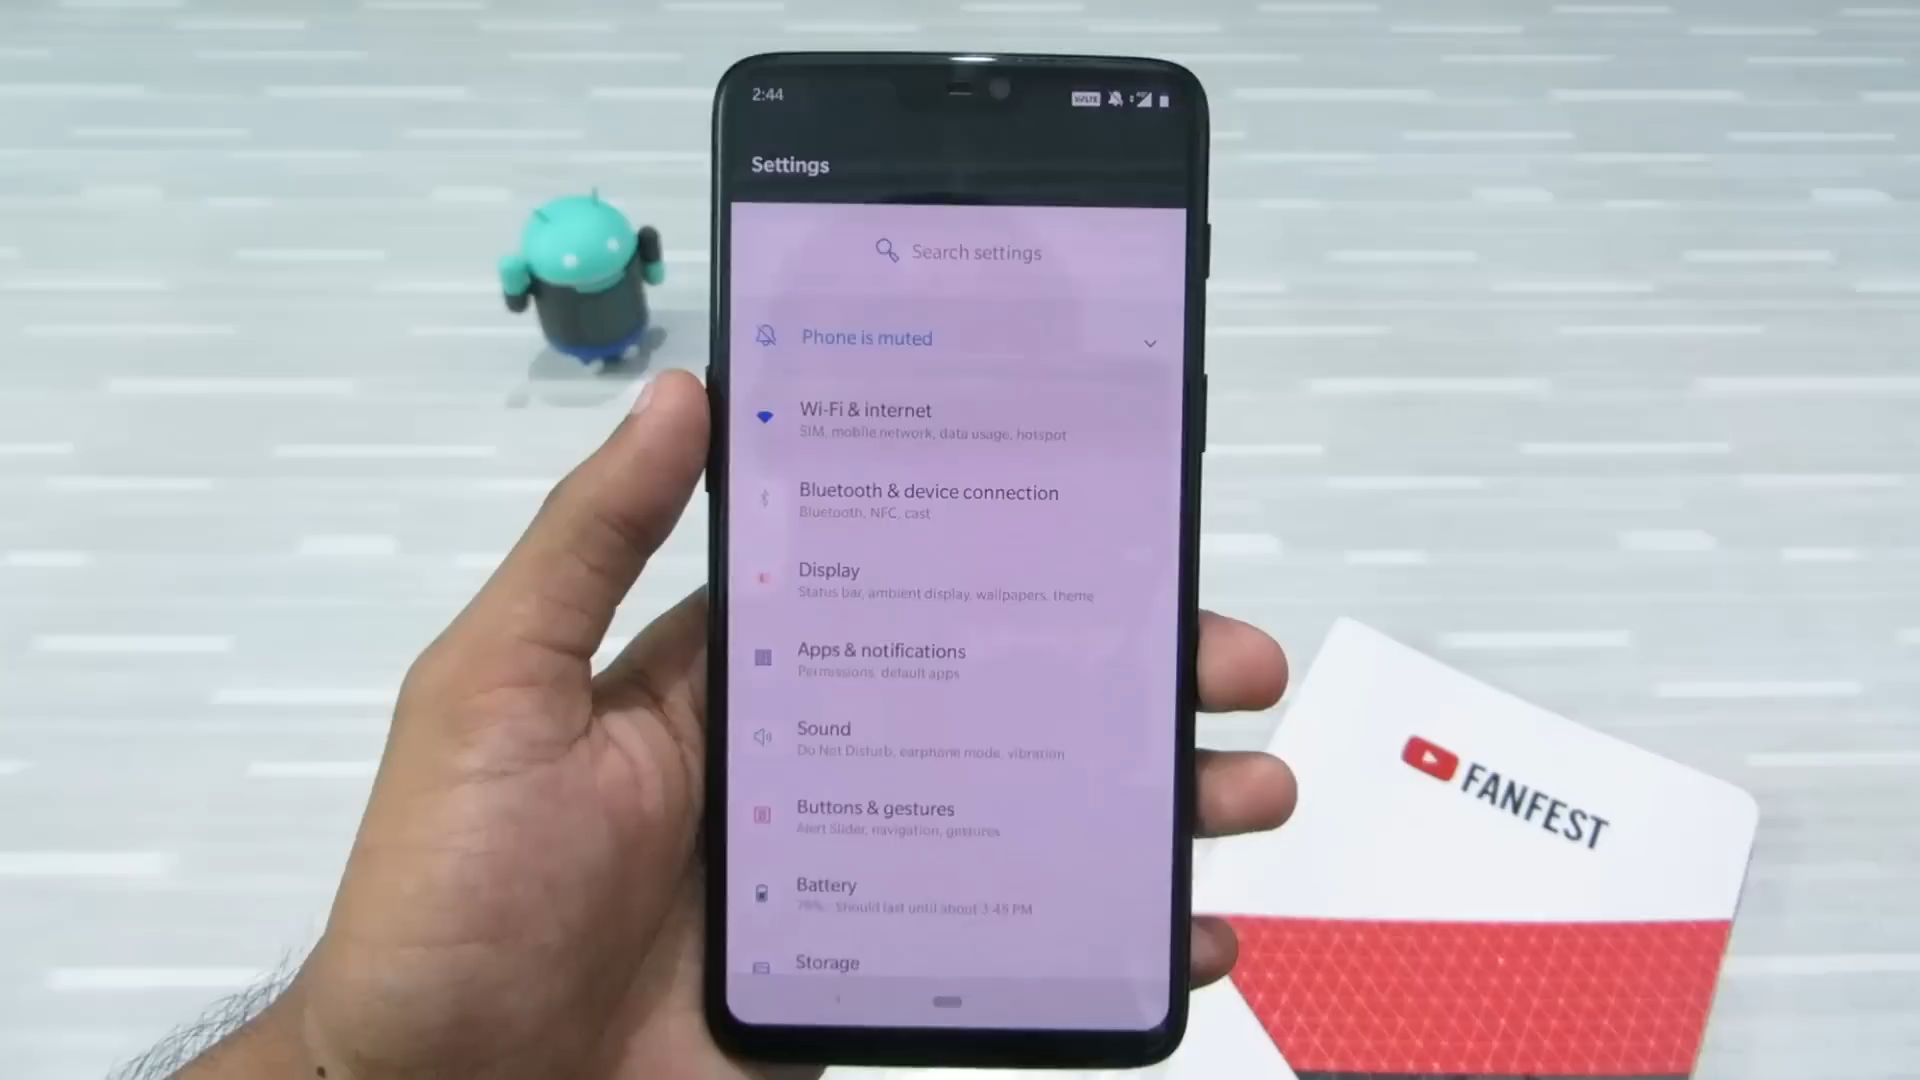 2:44
VoLTE
Settings
Search settings
Phone is muted
Wi-Fi & internet
SIM, mobile network, data usage, hotspot
Bluetooth & device connection
Bluetooth, NFC, cast
Display
Status bar, ambient display, wallpapers, theme
Apps & notifications
Permissions, default apps
Sound
Do Not Disturb, earphone mode, vibration
Buttons & gestures
Alert Slider, navigation, gestures
Battery
79% - Should last until about 3:45 PM
Storage
FANFEST